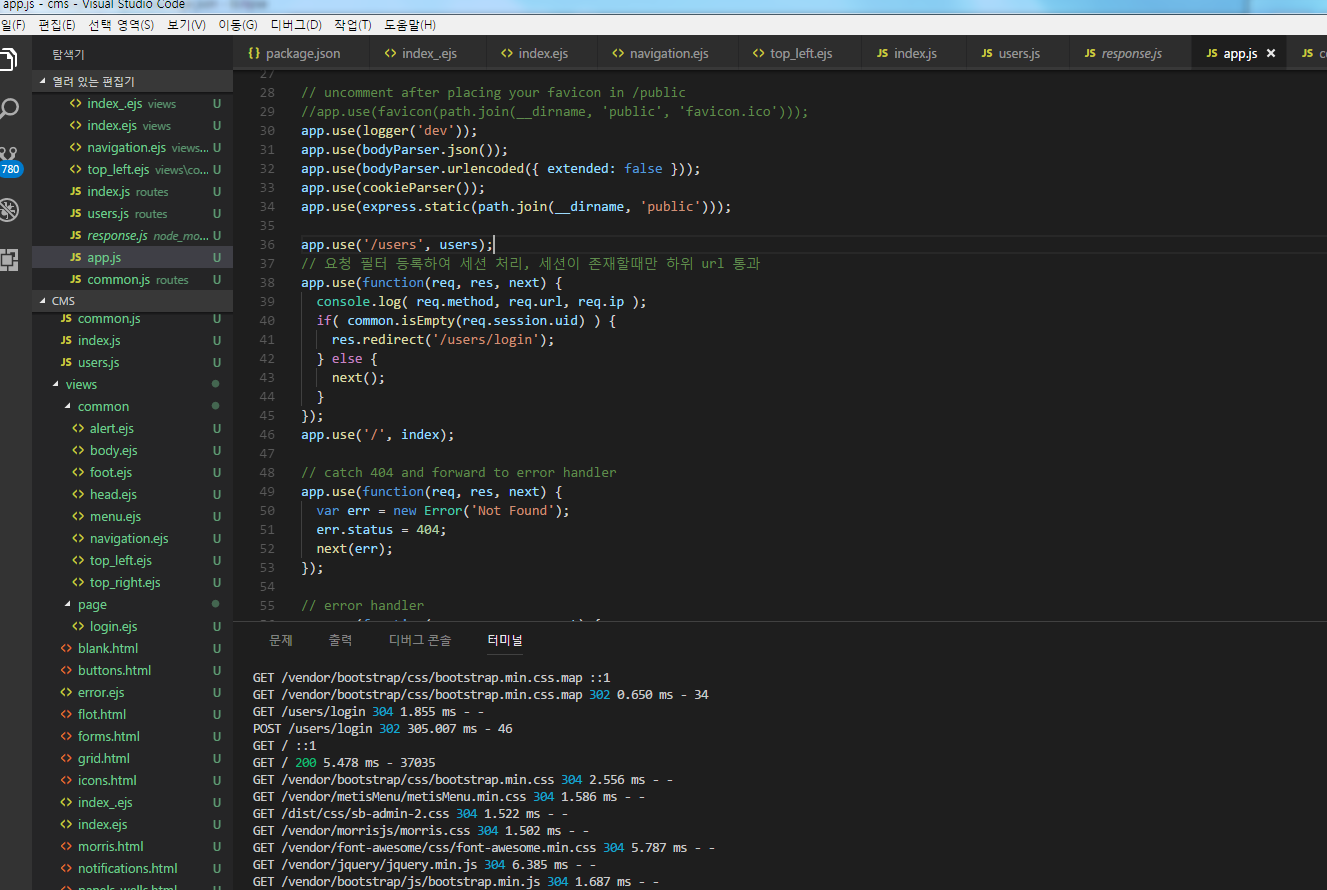 app.js - cms - Visual Studio Code
일(F) 편집(E) 선택 영역(S) 보기(V) 이동(G) 디버그(D) 작업(T) 도움말(H)
탐색기
열려 있는 편집기
index_.ejs views U
index.ejs views U
navigation.ejs views... U
top_left.ejs views\co... U
index.js routes U
users.js routes U
response.js node_mo... U
app.js U
common.js routes U
780
CMS
common.js U
index.js U
users.js U
views
common
alert.ejs U
body.ejs U
foot.ejs U
head.ejs U
menu.ejs U
navigation.ejs U
top_left.ejs U
top_right.ejs U
page
login.ejs U
blank.html U
buttons.html U
error.ejs U
flot.html U
forms.html U
grid.html U
icons.html U
index_.ejs U
index.ejs U
morris.html U
notifications.html U
panels-wells.html U
{} package.json <> index_.ejs <> index.ejs <> navigation.ejs <> top_left.ejs JS index.js JS users.js JS response.js JS app.js × JS c
27
28 // uncomment after placing your favicon in /public
29 //app.use(favicon(path.join(__dirname, 'public', 'favicon.ico')));
30 app.use(logger('dev'));
31 app.use(bodyParser.json());
32 app.use(bodyParser.urlencoded({ extended: false }));
33 app.use(cookieParser());
34 app.use(express.static(path.join(__dirname, 'public')));
35
36 app.use('/users', users);
37 // 요청 필터 등록하여 세션 처리, 세션이 존재할때만 하위 url 통과
38 app.use(function(req, res, next) {
39 console.log( req.method, req.url, req.ip );
40 if( common.isEmpty(req.session.uid) ) {
41 res.redirect('/users/login');
42 } else {
43 next();
44 }
45 });
46 app.use('/', index);
47
48 // catch 404 and forward to error handler
49 app.use(function(req, res, next) {
50 var err = new Error('Not Found');
51 err.status = 404;
52 next(err);
53 });
54
55 // error handler
문제 출력 디버그 콘솔 터미널
GET /vendor/bootstrap/css/bootstrap.min.css.map ::1
GET /vendor/bootstrap/css/bootstrap.min.css.map 302 0.650 ms - 34
GET /users/login 304 1.855 ms - -
POST /users/login 302 305.007 ms - 46
GET / ::1
GET / 200 5.478 ms - 37035
GET /vendor/bootstrap/css/bootstrap.min.css 304 2.556 ms - -
GET /vendor/metisMenu/metisMenu.min.css 304 1.586 ms - -
GET /dist/css/sb-admin-2.css 304 1.522 ms - -
GET /vendor/morrisjs/morris.css 304 1.502 ms - -
GET /vendor/font-awesome/css/font-awesome.min.css 304 5.787 ms - -
GET /vendor/jquery/jquery.min.js 304 6.385 ms - -
GET /vendor/bootstrap/js/bootstrap.min.js 304 1.687 ms - -